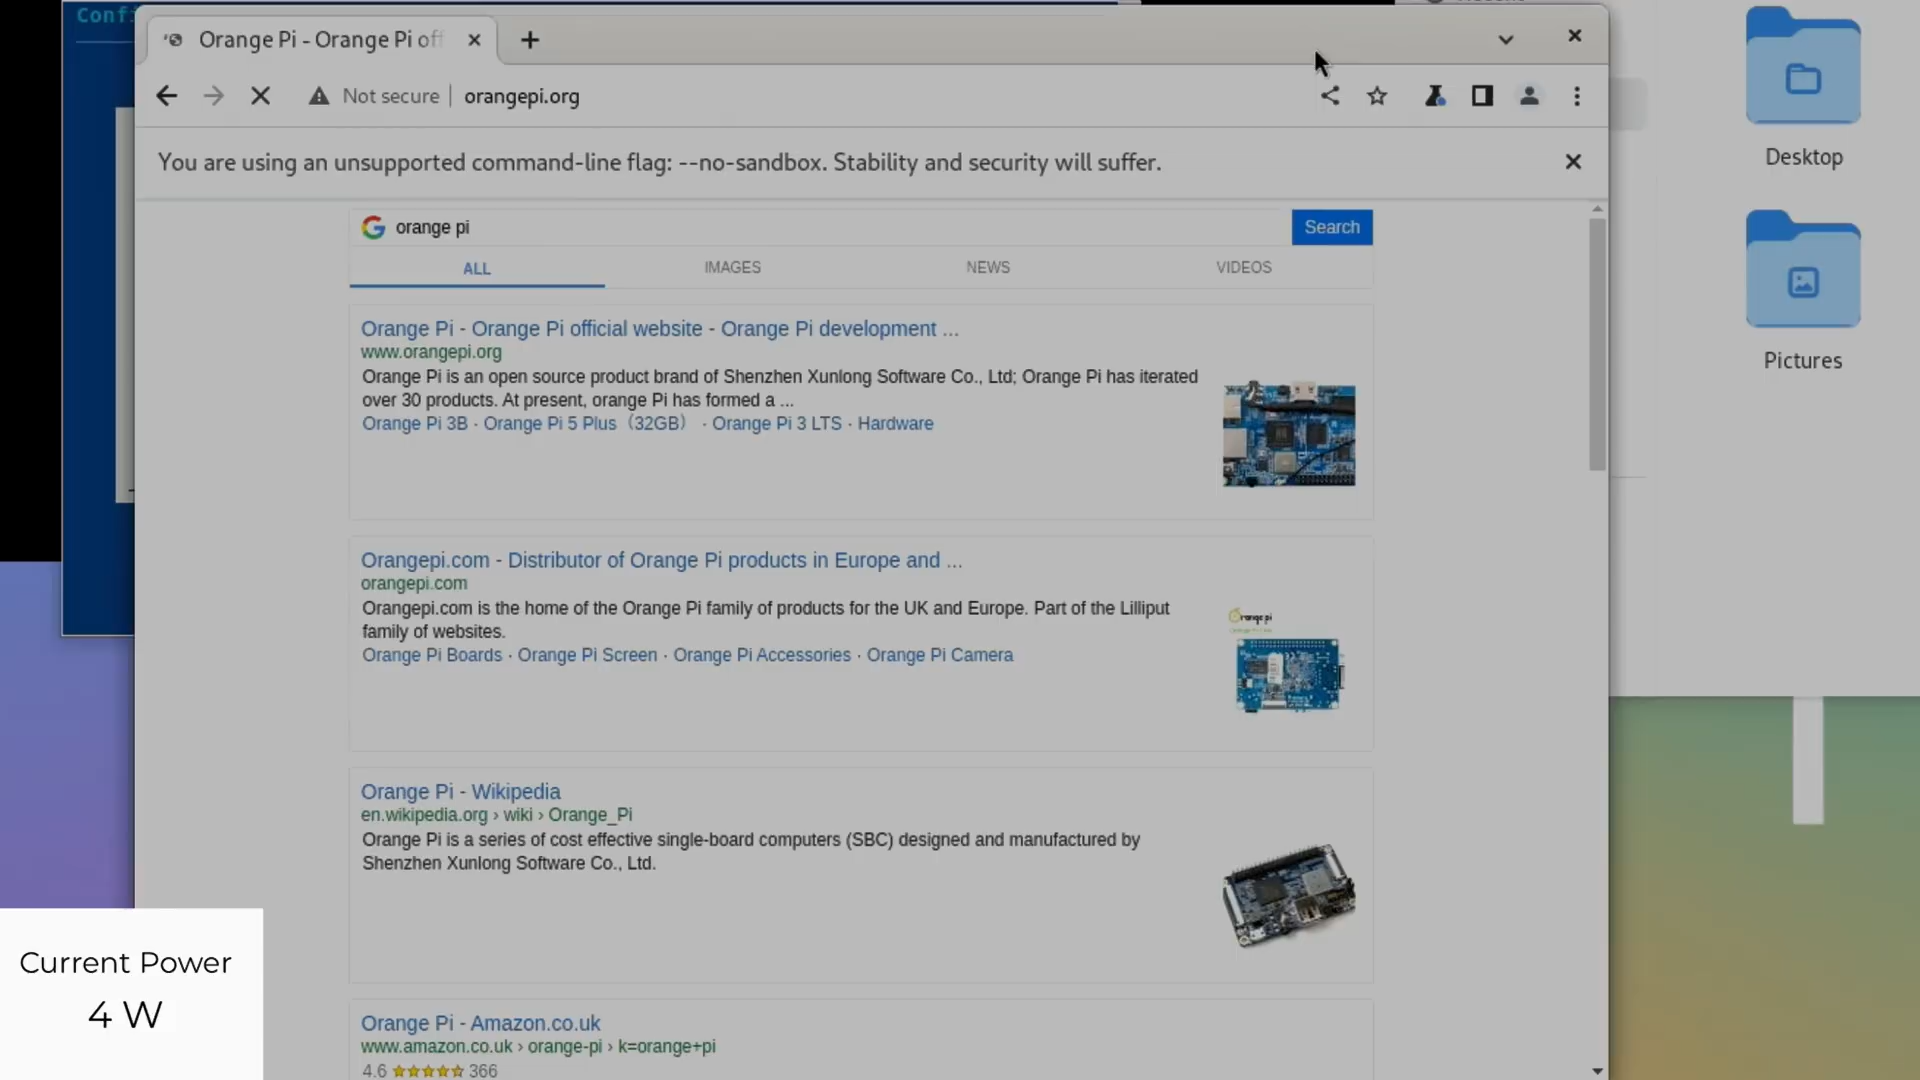 Confi
Orange Pi - Orange Pi off
Not secure
orangepi.org
You are using an unsupported command-line flag: --no-sandbox. Stability and security will suffer.
orange pi
Search
ALL
IMAGES
NEWS
VIDEOS
Orange Pi - Orange Pi official website - Orange Pi development ...
www.orangepi.org
Orange Pi is an open source product brand of Shenzhen Xunlong Software Co., Ltd; Orange Pi has iterated
over 30 products. At present, orange Pi has formed a ...
Orange Pi 3B · Orange Pi 5 Plus（32GB） · Orange Pi 3 LTS · Hardware
Orangepi.com - Distributor of Orange Pi products in Europe and ...
orangepi.com
Orangepi.com is the home of the Orange Pi family of products for the UK and Europe. Part of the Lilliput
family of websites.
Orange Pi Boards · Orange Pi Screen · Orange Pi Accessories · Orange Pi Camera
Orange pi
Orange Pi - Wikipedia
en.wikipedia.org › wiki › Orange_Pi
Orange Pi is a series of cost effective single-board computers (SBC) designed and manufactured by
Shenzhen Xunlong Software Co., Ltd.
Orange Pi - Amazon.co.uk
www.amazon.co.uk › orange-pi › k=orange+pi
4.6 ★★★★★ 366
Desktop
Pictures
Current Power
4 W